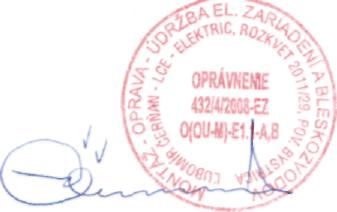 MONTÁŽ - OPRAVA - ÚDRŽBA EL. ZARIADENÍ A BLESKOZVODOV
ĽUBOMÍR ČERŇAN - LCE - ELEKTRIC, ROZKVET 2011/29, POV. BYSTRICA
OPRÁVNENIE
432/4/2008-EZ
O(OU-M)-E1.1-A,B